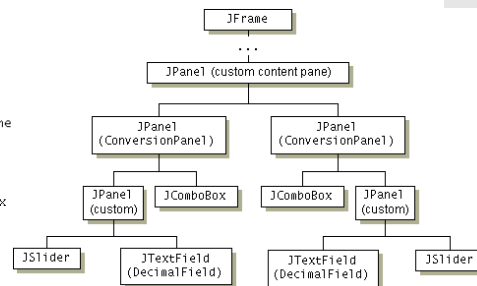 JFrame
...
JPanel (custom content pane)
JPanel
(ConversionPanel)
JPanel
(ConversionPanel)
JPanel
(custom)
JComboBox
JComboBox
JPanel
(custom)
JSlider
JTextField
(DecimalField)
JTextField
(DecimalField)
JSlider